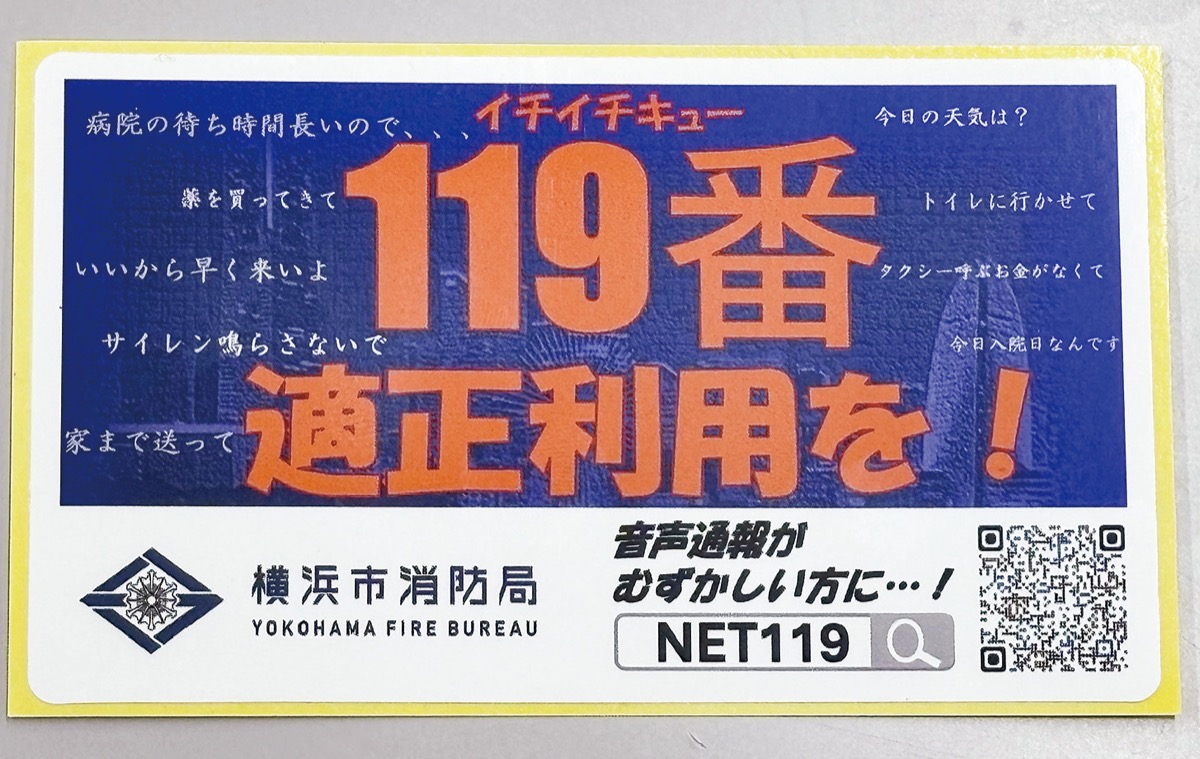 イチイチキュー
119番
適正利用を!
病院の待ち時間長いので、、、
薬を買ってきて
いいから早く来いよ
サイレン鳴らさないで
家まで送って
今日の天気は?
トイレに行かせて
タクシー呼ぶお金がなくて
今日入院日なんです
横浜市消防局
YOKOHAMA FIRE BUREAU
音声通報が
むずかしい方に…!
NET119